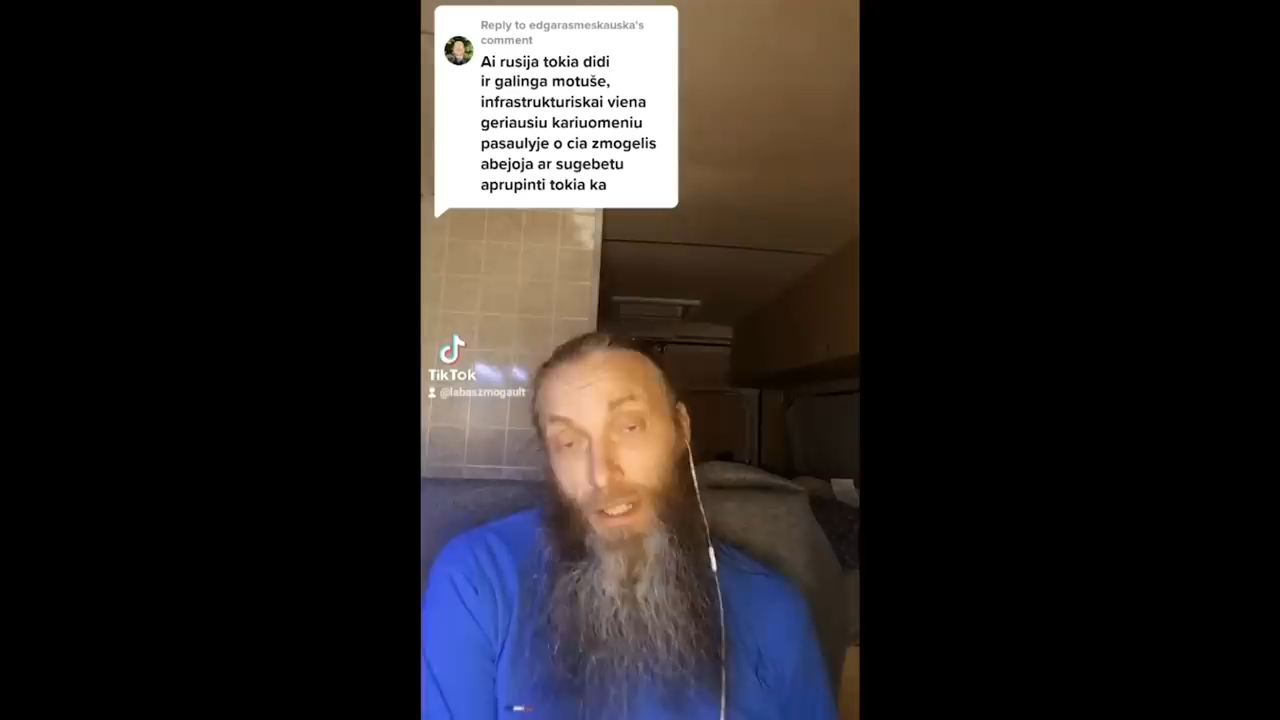 Reply to edgarasmeskauska's
comment
Ai rusija tokia didi
ir galinga motuše,
infrastrukturiskai viena
geriausiu kariuomeniu
pasaulyje o cia zmogelis
abejoja ar sugebetu
aprupinti tokia ka
TikTok
@labaszmogault